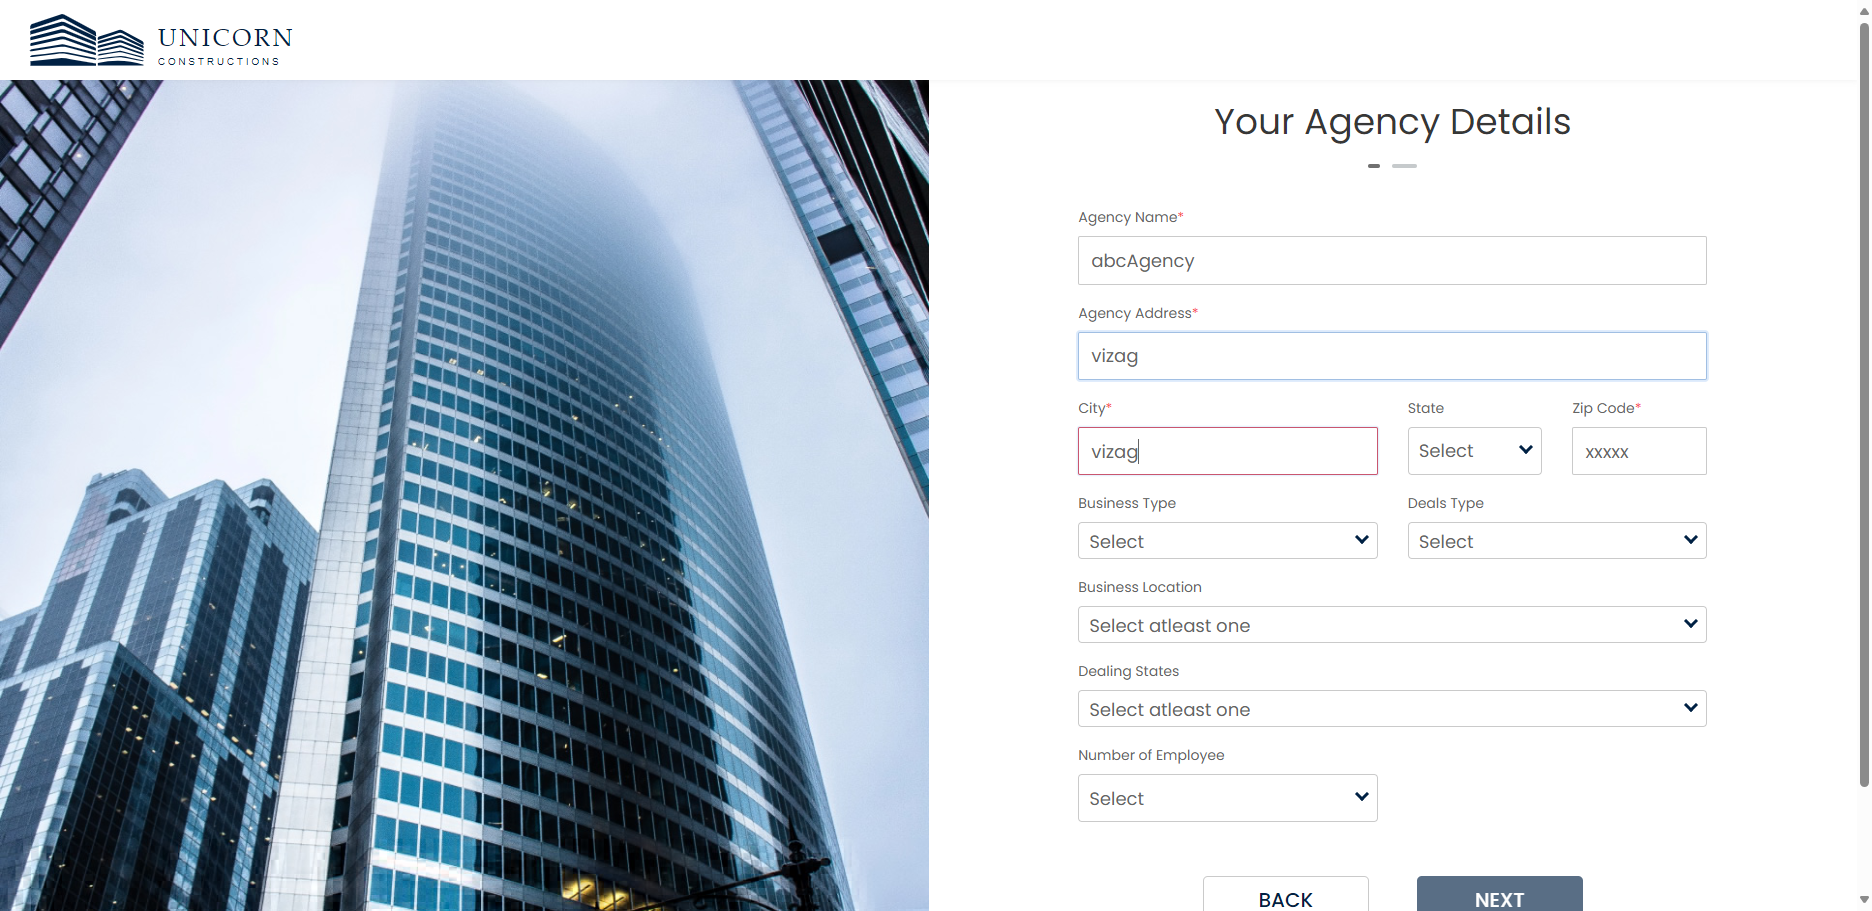 UNICORN
CONSTRUCTIONS
Your Agency Details
Agency Name*
abcAgency
Agency Address*
vizag
City* State Zip Code*
vizag Select xxxxx
Business Type Deals Type
Select Select
Business Location
Select atleast one
Dealing States
Select atleast one
Number of Employee
Select
BACK NEXT